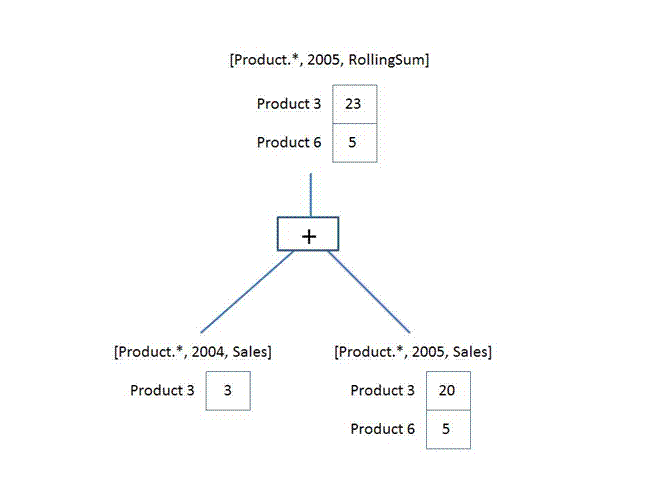 [Product.*, 2005, RollingSum]
Product 3 23
Product 6 5
+
[Product.*, 2004, Sales] [Product.*, 2005, Sales]
Product 3 3 Product 3 20
Product 6 5